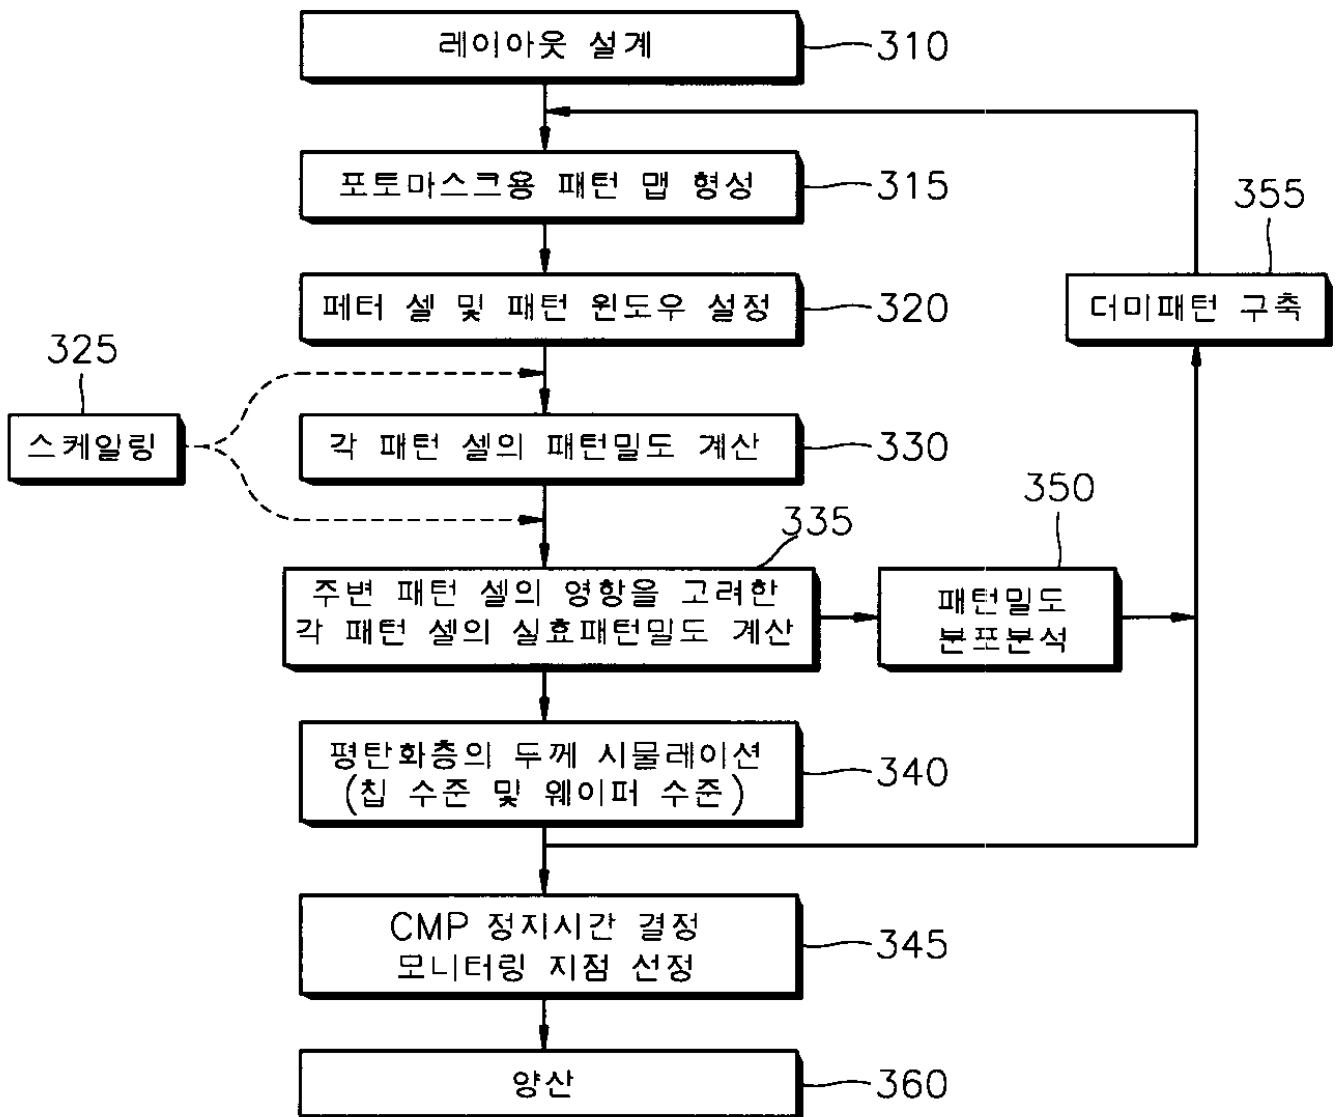 레이아웃 설계
310
포토마스크용 패턴 맵 형성
315
355
페터 셀 및 패턴 윈도우 설정
320
더미패턴 구축
325
스케일링
각 패턴 셀의 패턴밀도 계산
330
335
350
주변 패턴 셀의 영향을 고려한
각 패턴 셀의 실효패턴밀도 계산
패턴밀도
분포분석
평탄화층의 두께 시물레이션
(칩 수준 및 웨이퍼 수준)
340
CMP 정지시간 결정
모니터링 지점 선정
345
양산
360